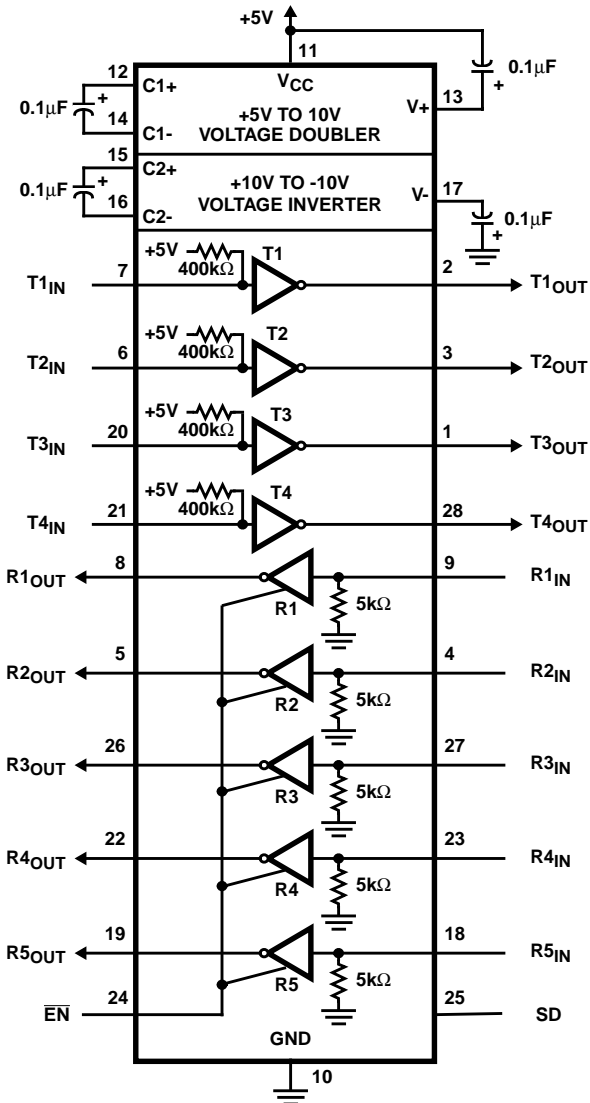 +5V
11
VCC
12
C1+
0.1µF
+
14
C1-
+5V TO 10V
VOLTAGE DOUBLER
V+
13
0.1µF
+
15
C2+
0.1µF
+
16
C2-
+10V TO -10V
VOLTAGE INVERTER
V-
17
0.1µF
+
T1IN
7
+5V
400kΩ
T1
2
T1OUT
T2IN
6
+5V
400kΩ
T2
3
T2OUT
T3IN
20
+5V
400kΩ
T3
1
T3OUT
T4IN
21
+5V
400kΩ
T4
28
T4OUT
R1OUT
8
R1
5kΩ
9
R1IN
R2OUT
5
R2
5kΩ
4
R2IN
R3OUT
26
R3
5kΩ
27
R3IN
R4OUT
22
R4
5kΩ
23
R4IN
R5OUT
19
R5
5kΩ
18
R5IN
E̅N̅
24
25
SD
GND
10